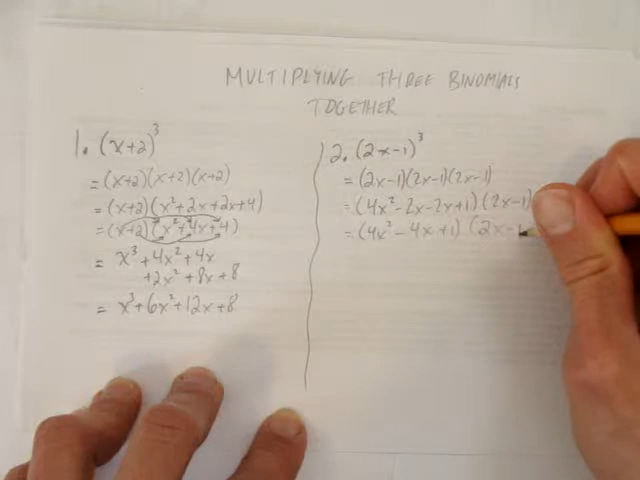 MULTIPLYING THREE BINOMIALS
TOGETHER
1. (x+2)³
= (x+2)(x+2)(x+2)
= (x+2)(x²+2x+2x+4)
= (x+2)(x²+4x+4)
= x³+4x²+4x
+2x²+8x+8
= x³+6x²+12x+8
2. (2x-1)³
= (2x-1)(2x-1)(2x-1)
= (4x²-2x-2x+1)(2x-1)
= (4x²-4x+1)(2x-